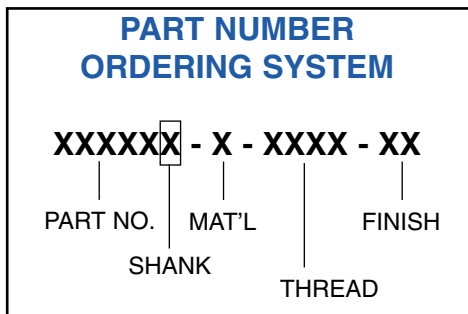 PART NUMBER
ORDERING SYSTEM
XXXXXX - X - XXXX - XX
PART NO. MAT'L FINISH
SHANK
THREAD